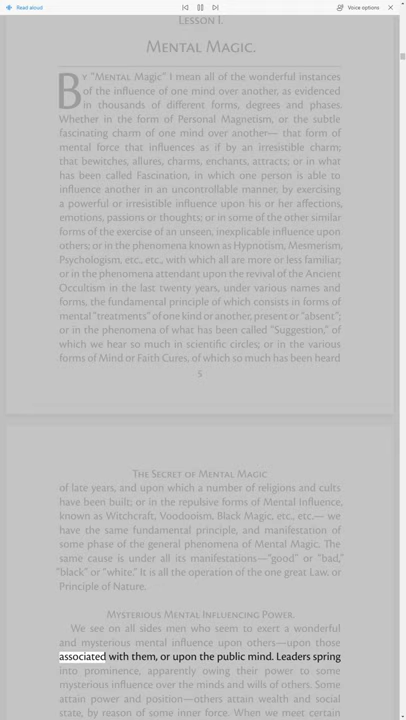 Read aloud
Voice options
LESSON I.
MENTAL MAGIC.
BY "MENTAL MAGIC" I mean all of the wonderful instances
of the influence of one mind over another, as evidenced
in thousands of different forms, degrees and phases.
Whether in the form of Personal Magnetism, or the subtle
fascinating charm of one mind over another— that form of
mental force that influences as if by an irresistible charm;
that bewitches, allures, charms, enchants, attracts; or in what
has been called Fascination, in which one person is able to
influence another in an uncontrollable manner, by exercising
a powerful or irresistible influence upon his or her affections,
emotions, passions or thoughts; or in some of the other similar
forms of the exercise of an unseen, inexplicable influence upon
others; or in the phenomena known as Hypnotism, Mesmerism,
Psychologism, etc., etc., with which all are more or less familiar;
or in the phenomena attendant upon the revival of the Ancient
Occultism in the last twenty years, under various names and
forms, the fundamental principle of which consists in forms of
mental "treatments" of one kind or another, present or "absent";
or in the phenomena of what has been called "Suggestion," of
which we hear so much in scientific circles; or in the various
forms of Mind or Faith Cures, of which so much has been heard
5
THE SECRET OF MENTAL MAGIC
of late years, and upon which a number of religions and cults
have been built; or in the repulsive forms of Mental Influence,
known as Witchcraft, Voodooism, Black Magic, etc., etc.— we
have the same fundamental principle, and manifestation of
some phase of the general phenomena of Mental Magic. The
same cause is under all its manifestations—"good" or "bad,"
"black" or "white." It is all the operation of the one great Law, or
Principle of Nature.
MYSTERIOUS MENTAL INFLUENCING POWER.
We see on all sides men who seem to exert a wonderful
and mysterious mental influence upon others—upon those
associated with them, or upon the public mind. Leaders spring
into prominence, apparently owing their power to some
mysterious influence over the minds and wills of others. Some
attain power and position—others attain wealth and social
state, by reason of some inner force. When we meet certain